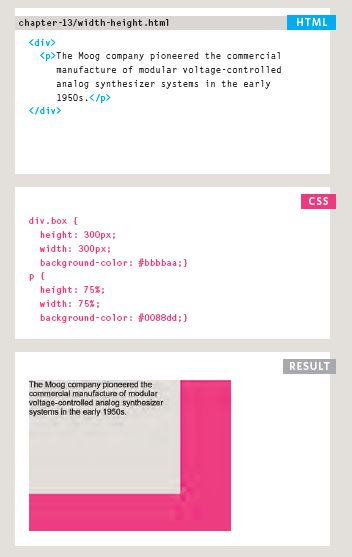 chapter-13/width-height.html
HTML
<div>
<p>The Moog company pioneered the commercial
manufacture of modular voltage-controlled
analog synthesizer systems in the early
1950s.</p>
</div>
CSS
div.box {
height: 300px;
width: 300px;
background-color: #bbbbaa;}
p {
height: 75%;
width: 75%;
background-color: #0088dd;}
RESULT
The Moog company pioneered the
commercial manufacture of modular
voltage-controlled analog synthesizer
systems in the early 1950s.